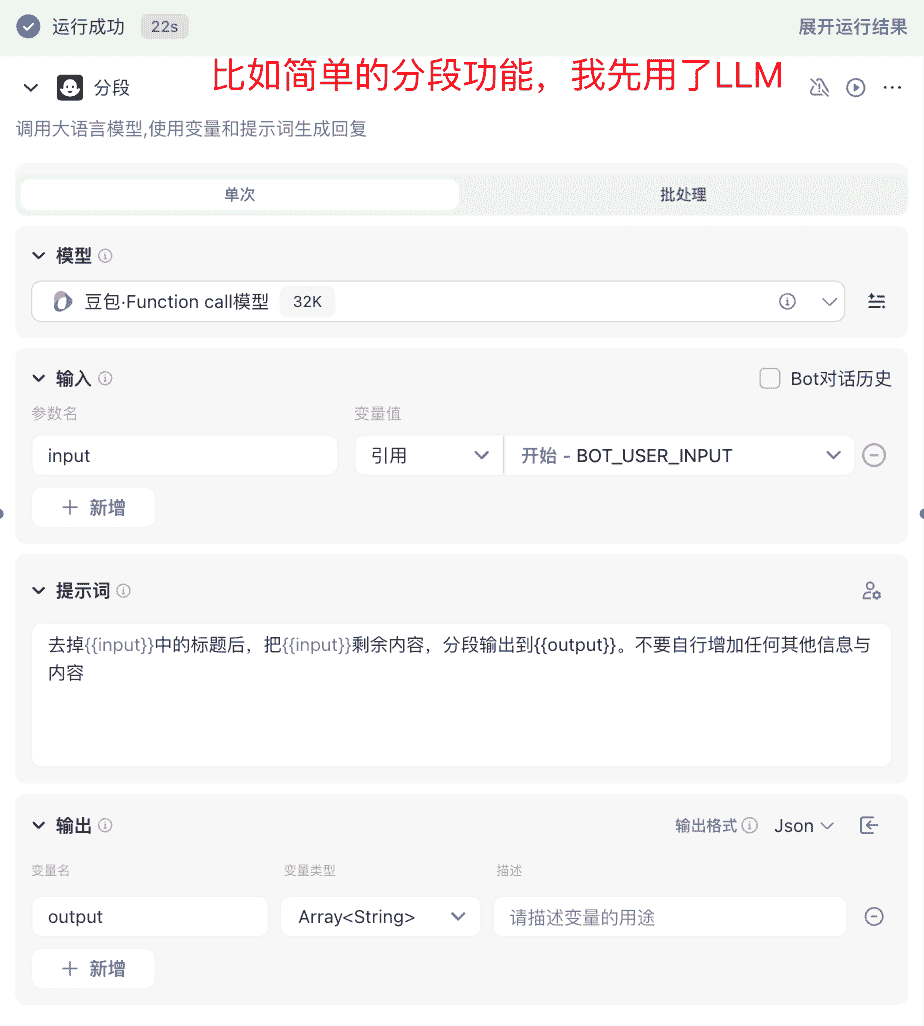 运行成功 22s 展开运行结果
比如简单的分段功能，我先用了LLM
分段
调用大语言模型,使用变量和提示词生成回复
单次 批处理
模型
豆包·Function call模型 32K
输入 Bot对话历史
参数名 变量值
input 引用 开始 - BOT_USER_INPUT
新增
提示词
去掉{{input}}中的标题后，把{{input}}剩余内容，分段输出到{{output}}。不要自行增加任何其他信息与
内容
输出 输出格式 Json
变量名 变量类型 描述
output Array<String> 请描述变量的用途
新增